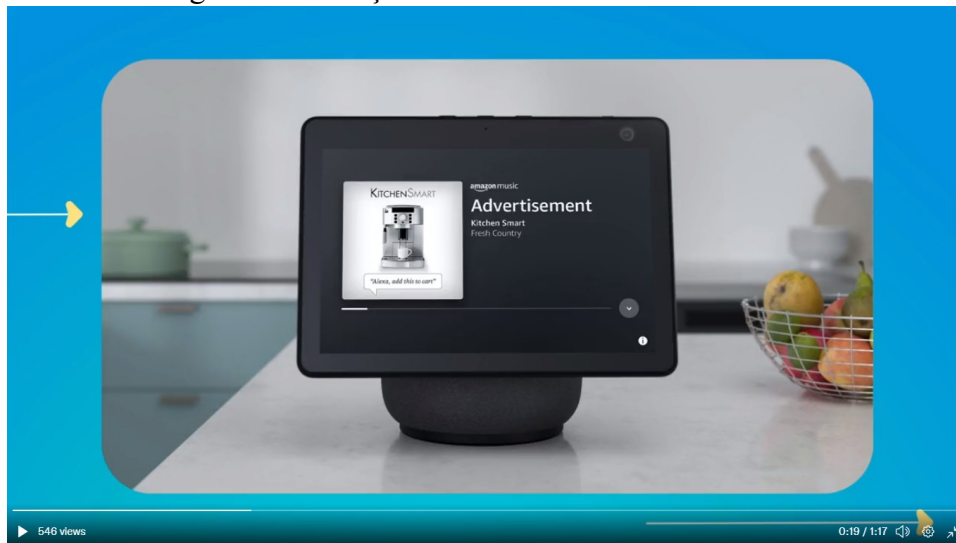 KITCHENSMART
"Alexa, add this to cart"
amazon music
Advertisement
Kitchen Smart
Fresh Country
546 views
0:19 / 1:17